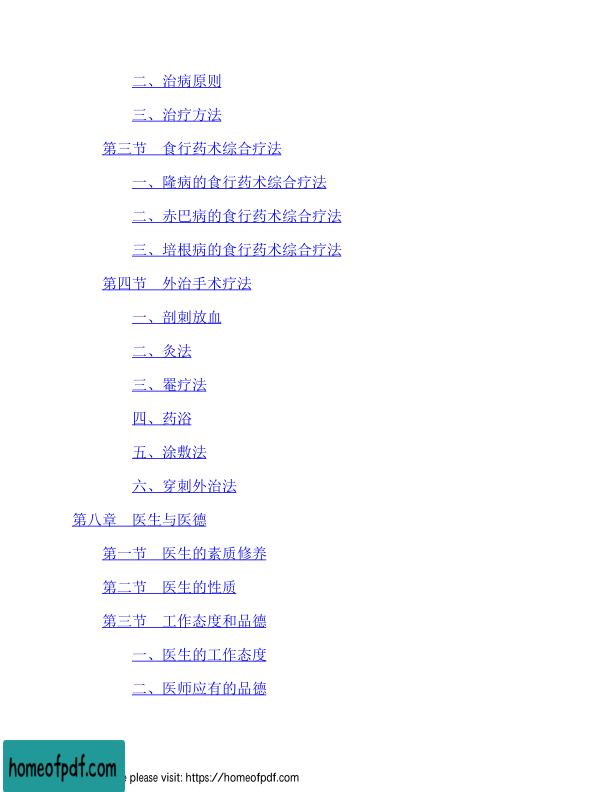 二、治病原则
三、治疗方法
第三节　食行药术综合疗法
一、隆病的食行药术综合疗法
二、赤巴病的食行药术综合疗法
三、培根病的食行药术综合疗法
第四节　外治手术疗法
一、剖刺放血
二、灸法
三、罨疗法
四、药浴
五、涂敷法
六、穿刺外治法
第八章　医生与医德
第一节　医生的素质修养
第二节　医生的性质
第三节　工作态度和品德
一、医生的工作态度
二、医师应有的品德
homeofpdf.com
please visit: https://homeofpdf.com